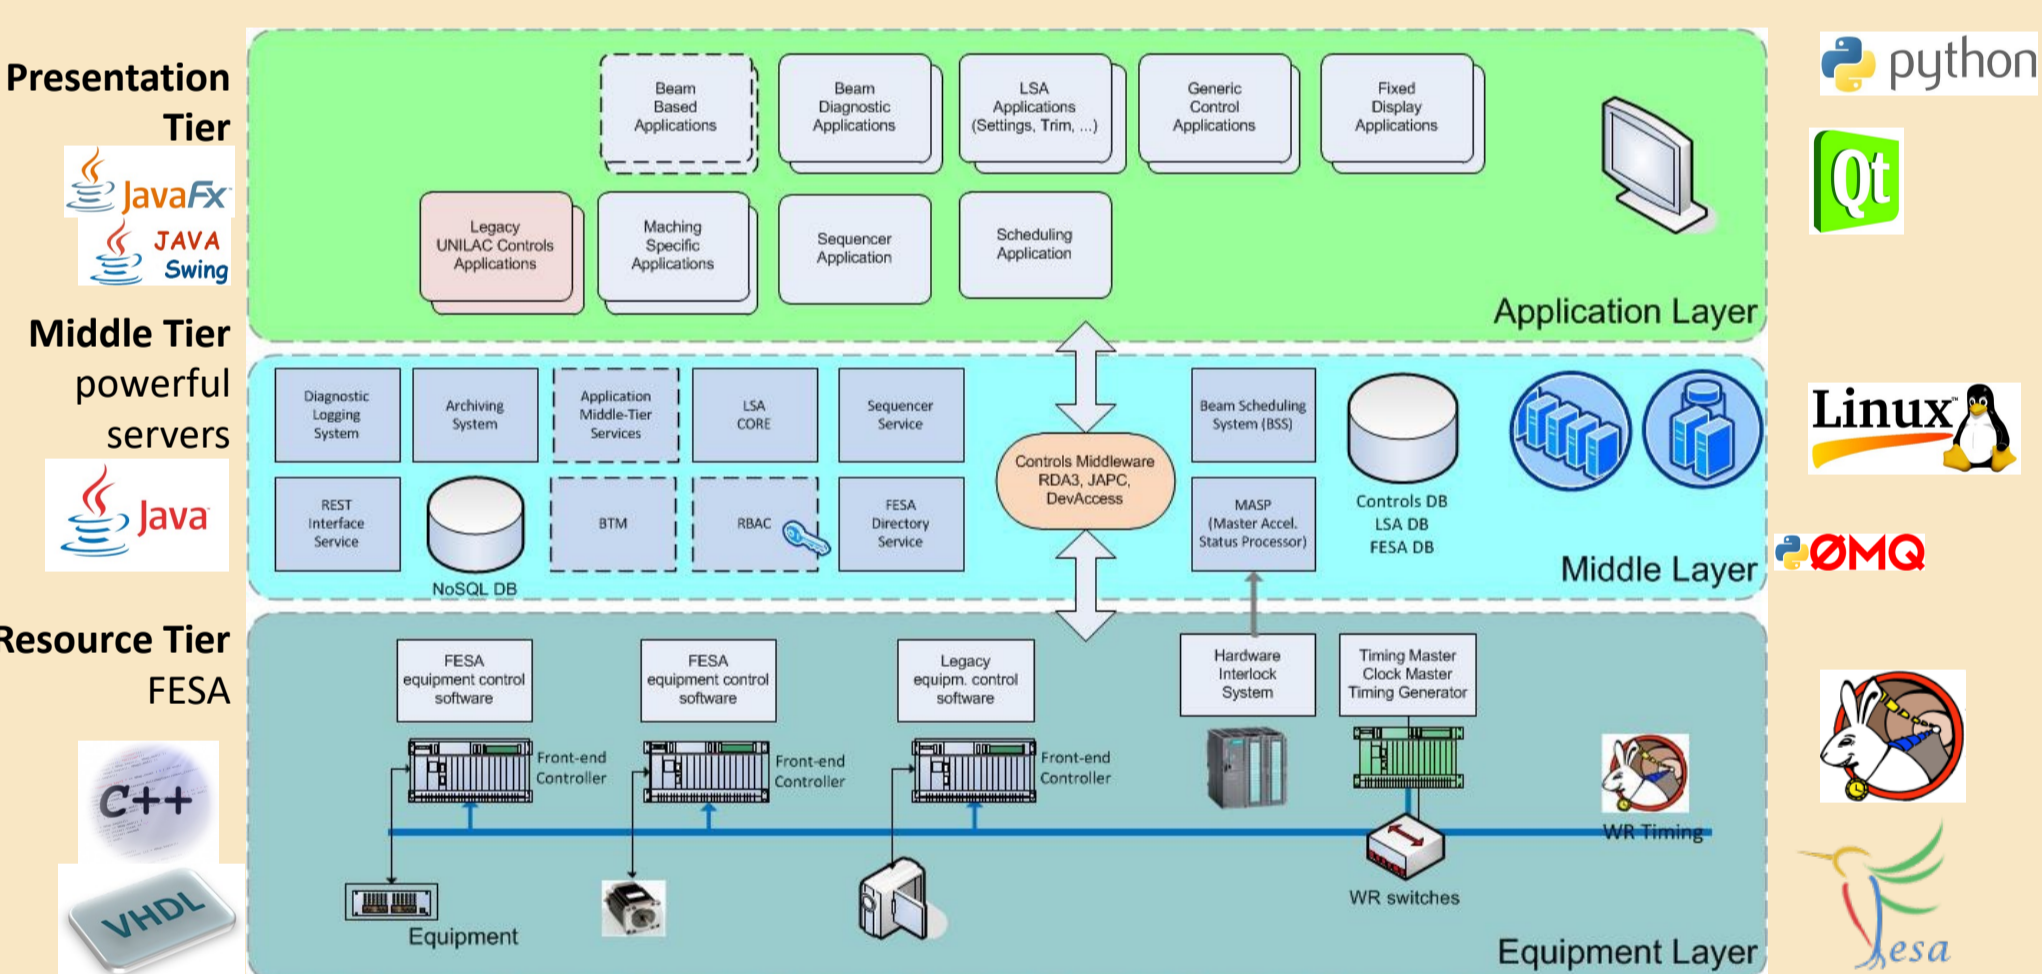 Presentation
Tier
JavaFX
JAVA
Swing
Middle Tier
powerful
servers
Java
Resource Tier
FESA
C++
VHDL
Beam
Based
Applications
Beam
Diagnostic
Applications
LSA
Applications
(Settings, Trim, ...)
Generic
Control
Applications
Fixed
Display
Applications
Legacy
UNILAC Controls
Applications
Maching
Specific
Applications
Sequencer
Application
Scheduling
Application
Application Layer
Diagnostic
Logging
System
Archiving
System
Application
Middle-Tier
Services
LSA
CORE
Sequencer
Service
REST
Interface
Service
NoSQL DB
BTM
RBAC
FESA
Directory
Service
Controls Middleware
RDA3, JAPC,
DevAccess
Beam Scheduling
System (BSS)
MASP
(Master Accel.
Status Processor)
Controls DB
LSA DB
FESA DB
Middle Layer
FESA
equipment control
software
FESA
equipment control
software
Legacy
equipm. control
software
Hardware
Interlock
System
Timing Master
Clock Master
Timing Generator
Front-end
Controller
Front-end
Controller
Front-end
Controller
WR Timing
WR switches
Equipment
Equipment Layer
python
Qt
Linux
ØMQ
fesa